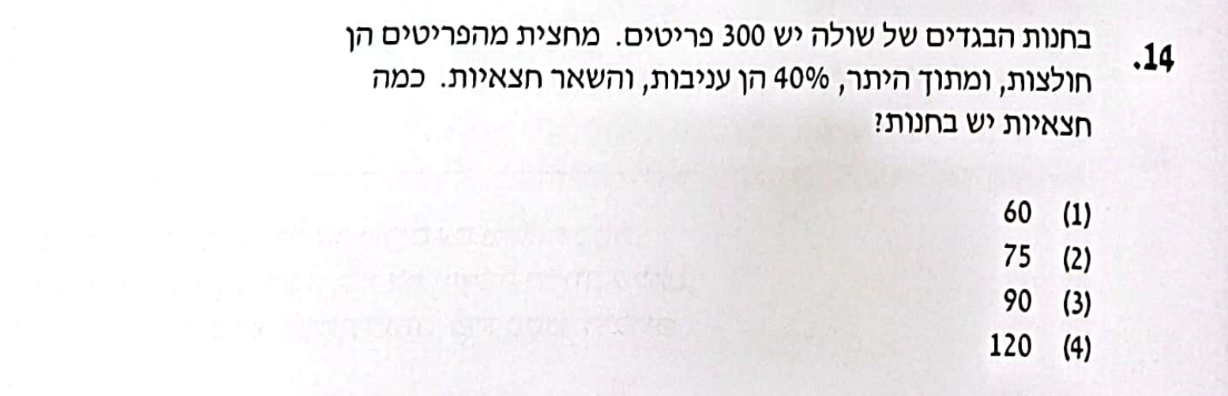 14. בחנות הבגדים של שולה יש 300 פריטים. מחצית מהפריטים הן
חולצות, ומתוך היתר, 40% הן עניבות, והשאר חצאיות. כמה
חצאיות יש בחנות?
(1) 60
(2) 75
(3) 90
(4) 120